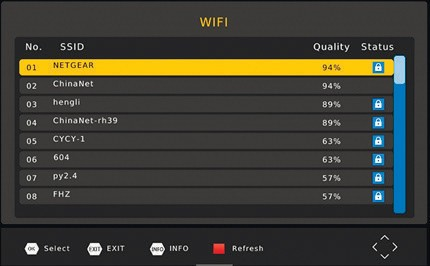 WIFI
No. SSID Quality Status
01 NETGEAR 94%
02 ChinaNet 94%
03 hengli 89%
04 ChinaNet-rh39 89%
05 CYCY-1 63%
06 604 63%
07 py2.4 57%
08 FHZ 57%
OK Select EXIT EXIT INFO INFO Refresh